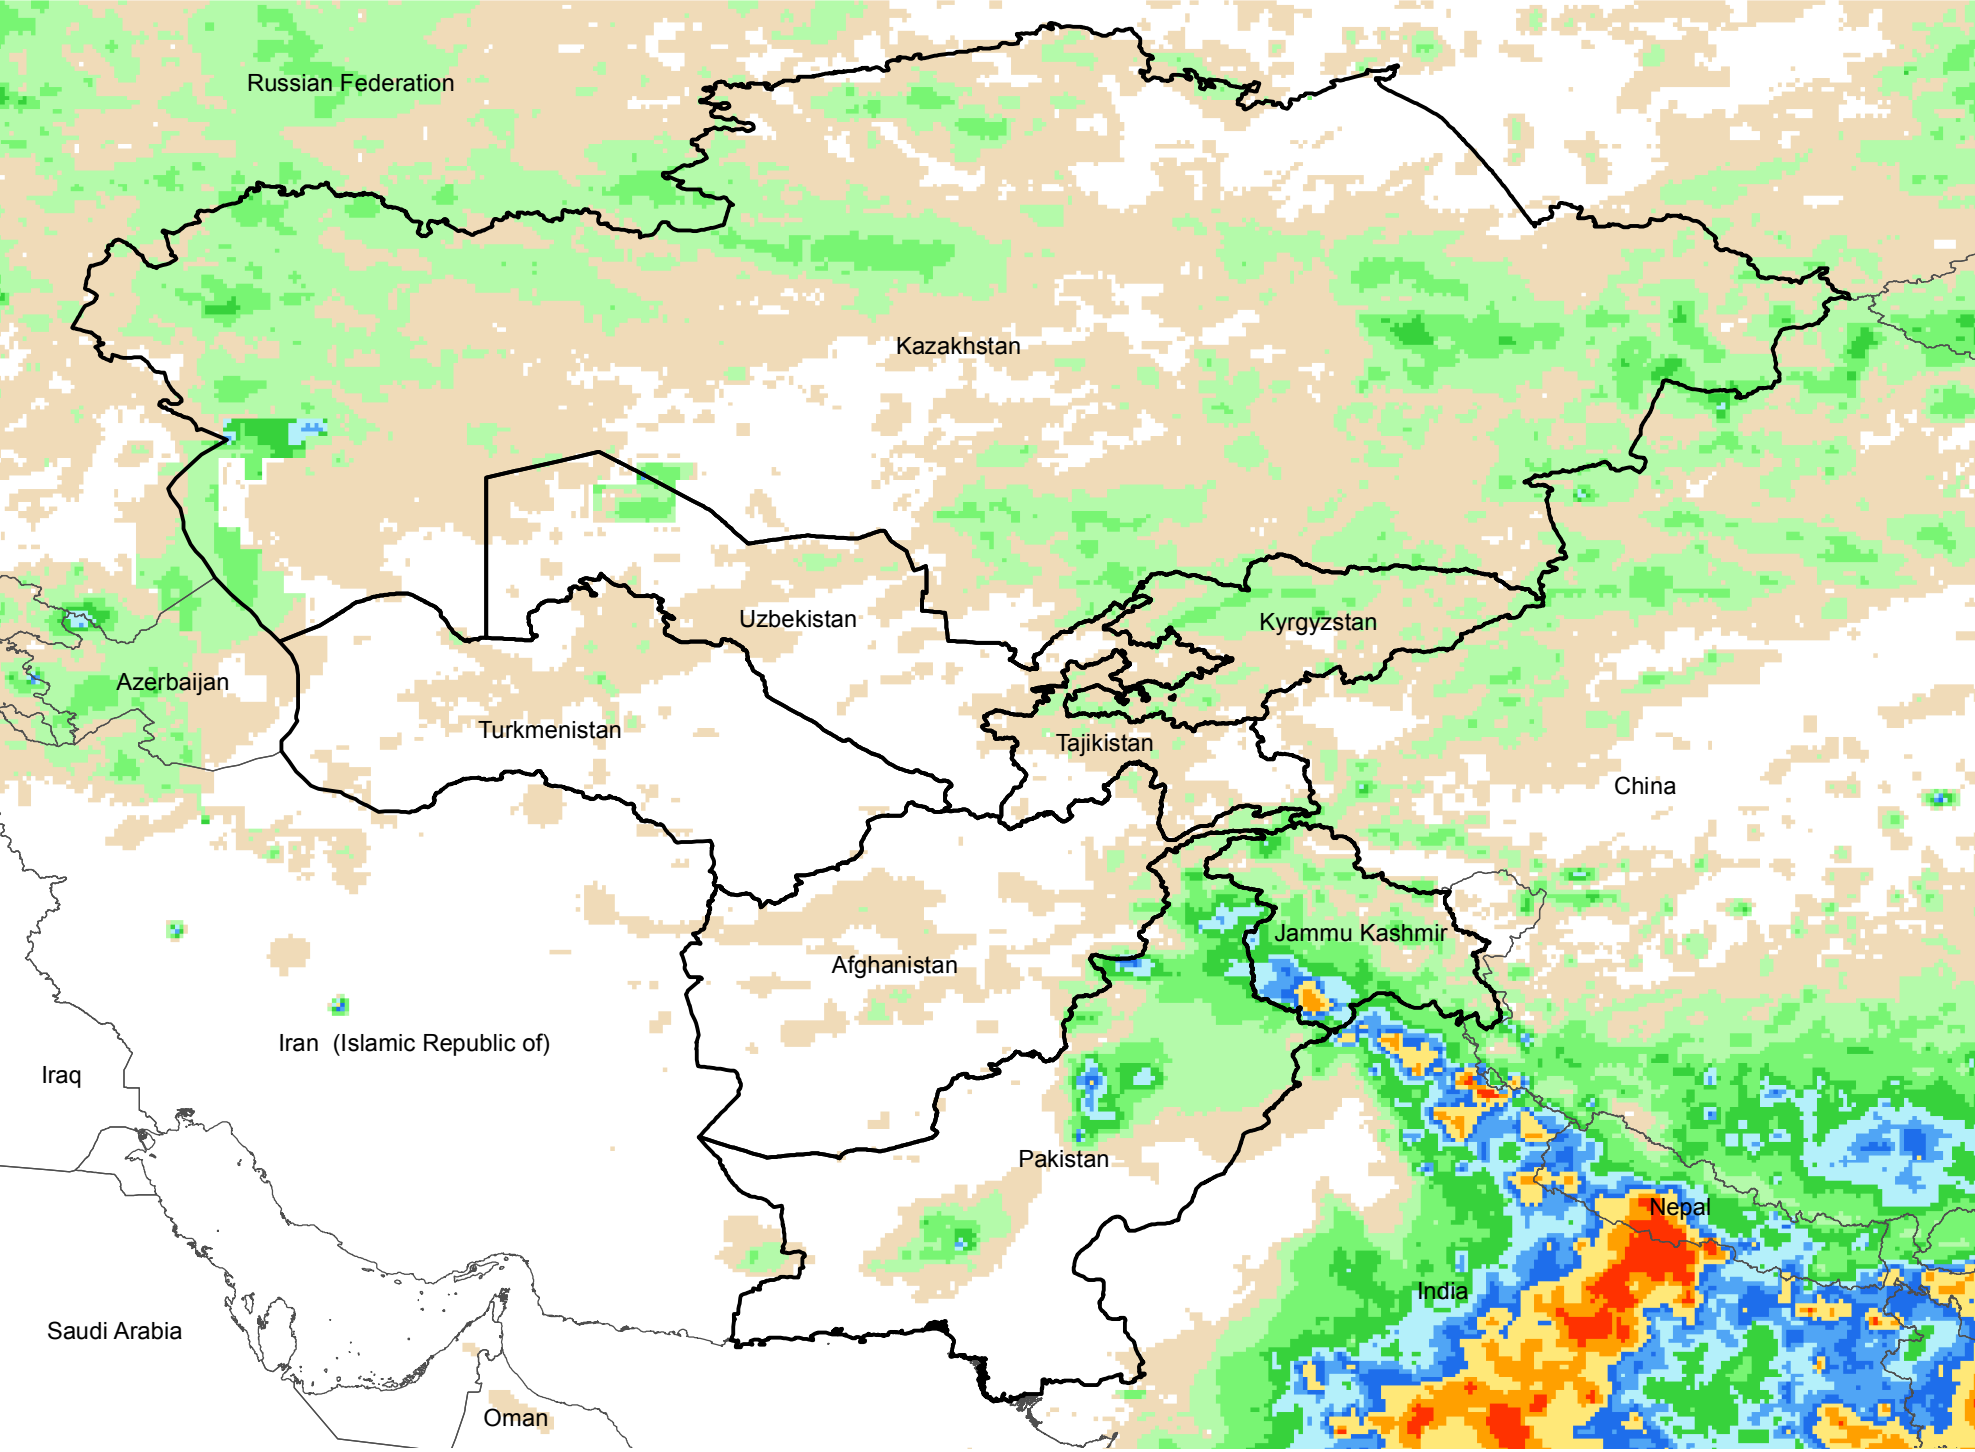 Russian Federation
Kazakhstan
Uzbekistan
Kyrgyzstan
Azerbaijan
Turkmenistan
Tajikistan
China
Jammu Kashmir
Afghanistan
Iran  (Islamic Republic of)
Iraq
Pakistan
Nepal
India
Saudi Arabia
Oman